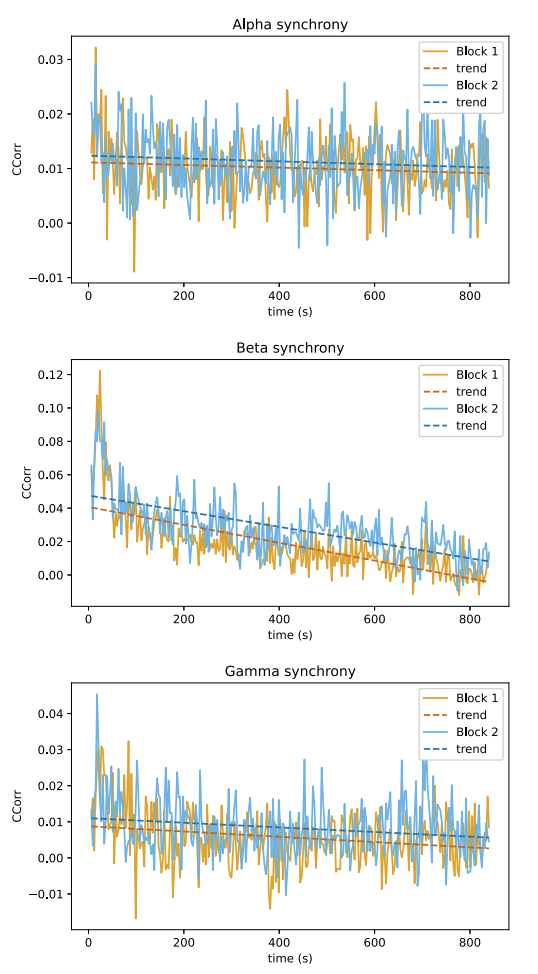 Alpha synchrony
CCorr
0.03
0.02
0.01
0.00
−0.01
Block 1
trend
Block 2
trend
0
200
400
600
800
time (s)
Beta synchrony
CCorr
0.12
0.10
0.08
0.06
0.04
0.02
0.00
Block 1
trend
Block 2
trend
0
200
400
600
800
time (s)
Gamma synchrony
CCorr
0.04
0.03
0.02
0.01
0.00
−0.01
Block 1
trend
Block 2
trend
0
200
400
600
800
time (s)